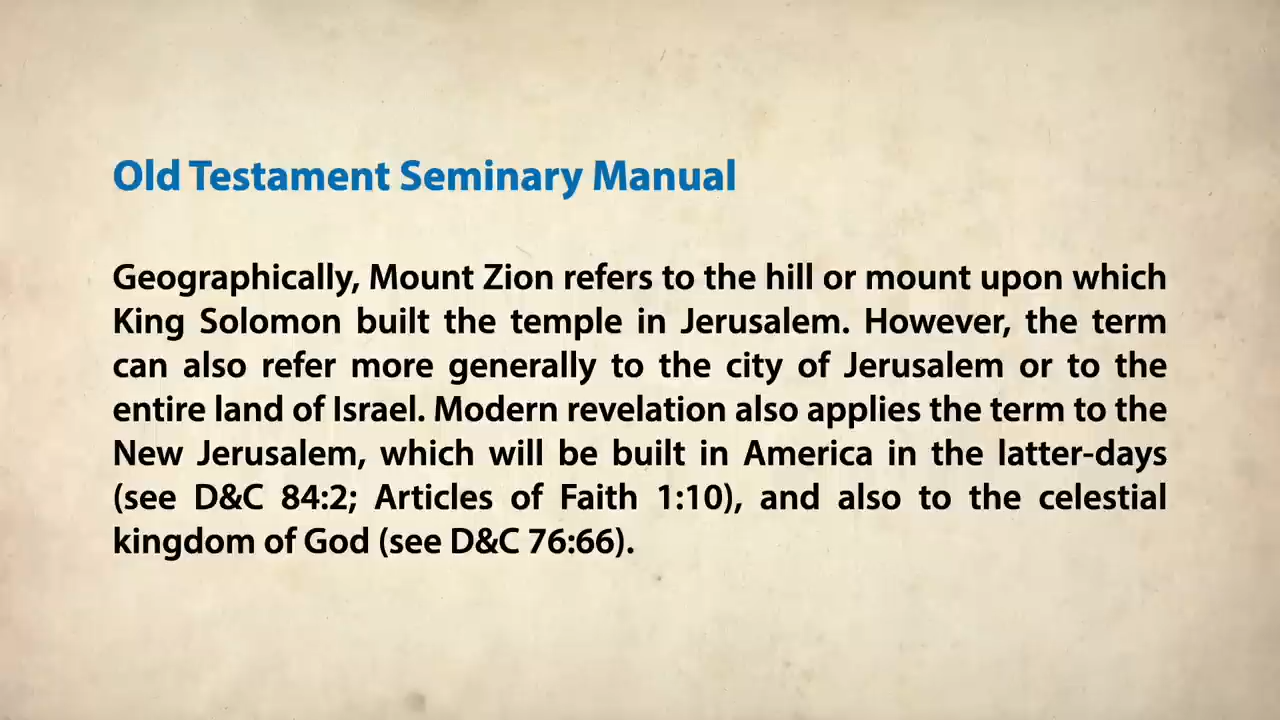 Old Testament Seminary Manual
Geographically, Mount Zion refers to the hill or mount upon which
King Solomon built the temple in Jerusalem. However, the term
can also refer more generally to the city of Jerusalem or to the
entire land of Israel. Modern revelation also applies the term to the
New Jerusalem, which will be built in America in the latter-days
(see D&C 84:2; Articles of Faith 1:10), and also to the celestial
kingdom of God (see D&C 76:66).